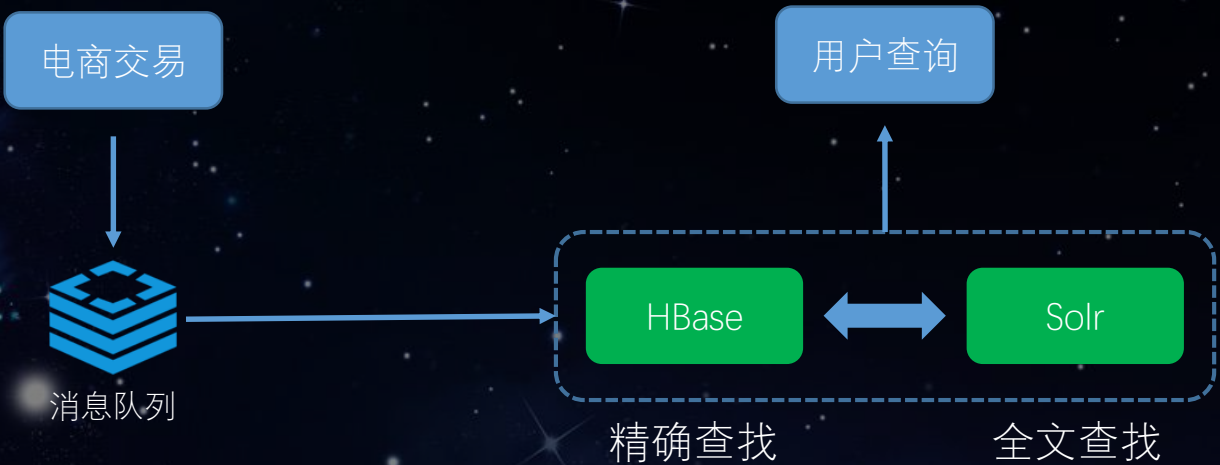 电商交易
用户查询
HBase
Solr
消息队列
精确查找
全文查找